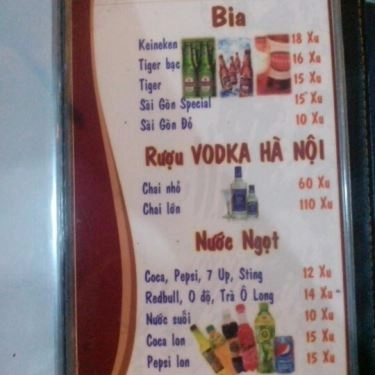 Bia
Keineken 18 Xu
Tiger bạc 16 Xu
Tiger 15 Xu
Sài Gòn Special 15 Xu
Sài Gòn Đỏ 10 Xu
Rượu VODKA HÀ NỘI
Chai nhỏ 60 Xu
Chai lớn 110 Xu
Nước Ngọt
Coca, Pepsi, 7 Up, Sting 12 Xu
Redbull, O độ, Trà Ô Long 14 Xu
Nước suối 10 Xu
Coca lon 15 Xu
Pepsi lon 15 Xu